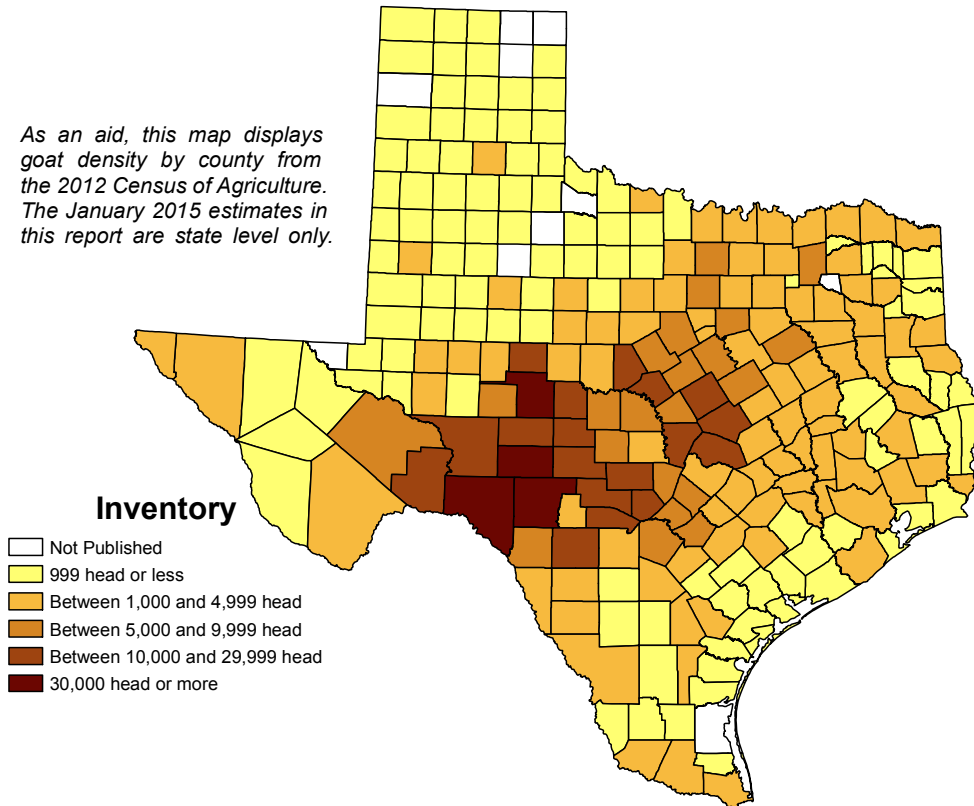 As an aid, this map displays
goat density by county from
the 2012 Census of Agriculture.
The January 2015 estimates in
this report are state level only.
Inventory
Not Published
999 head or less
Between 1,000 and 4,999 head
Between 5,000 and 9,999 head
Between 10,000 and 29,999 head
30,000 head or more